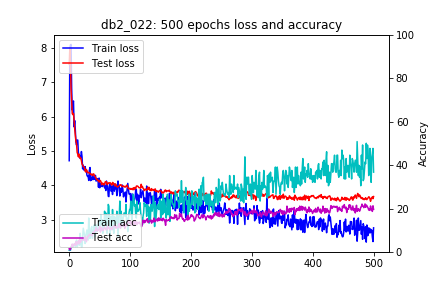 db2_022: 500 epochs loss and accuracy
Train loss
Test loss
Train acc
Test acc
Loss
Accuracy
8
7
6
5
4
3
100
80
60
40
20
0
0
100
200
300
400
500